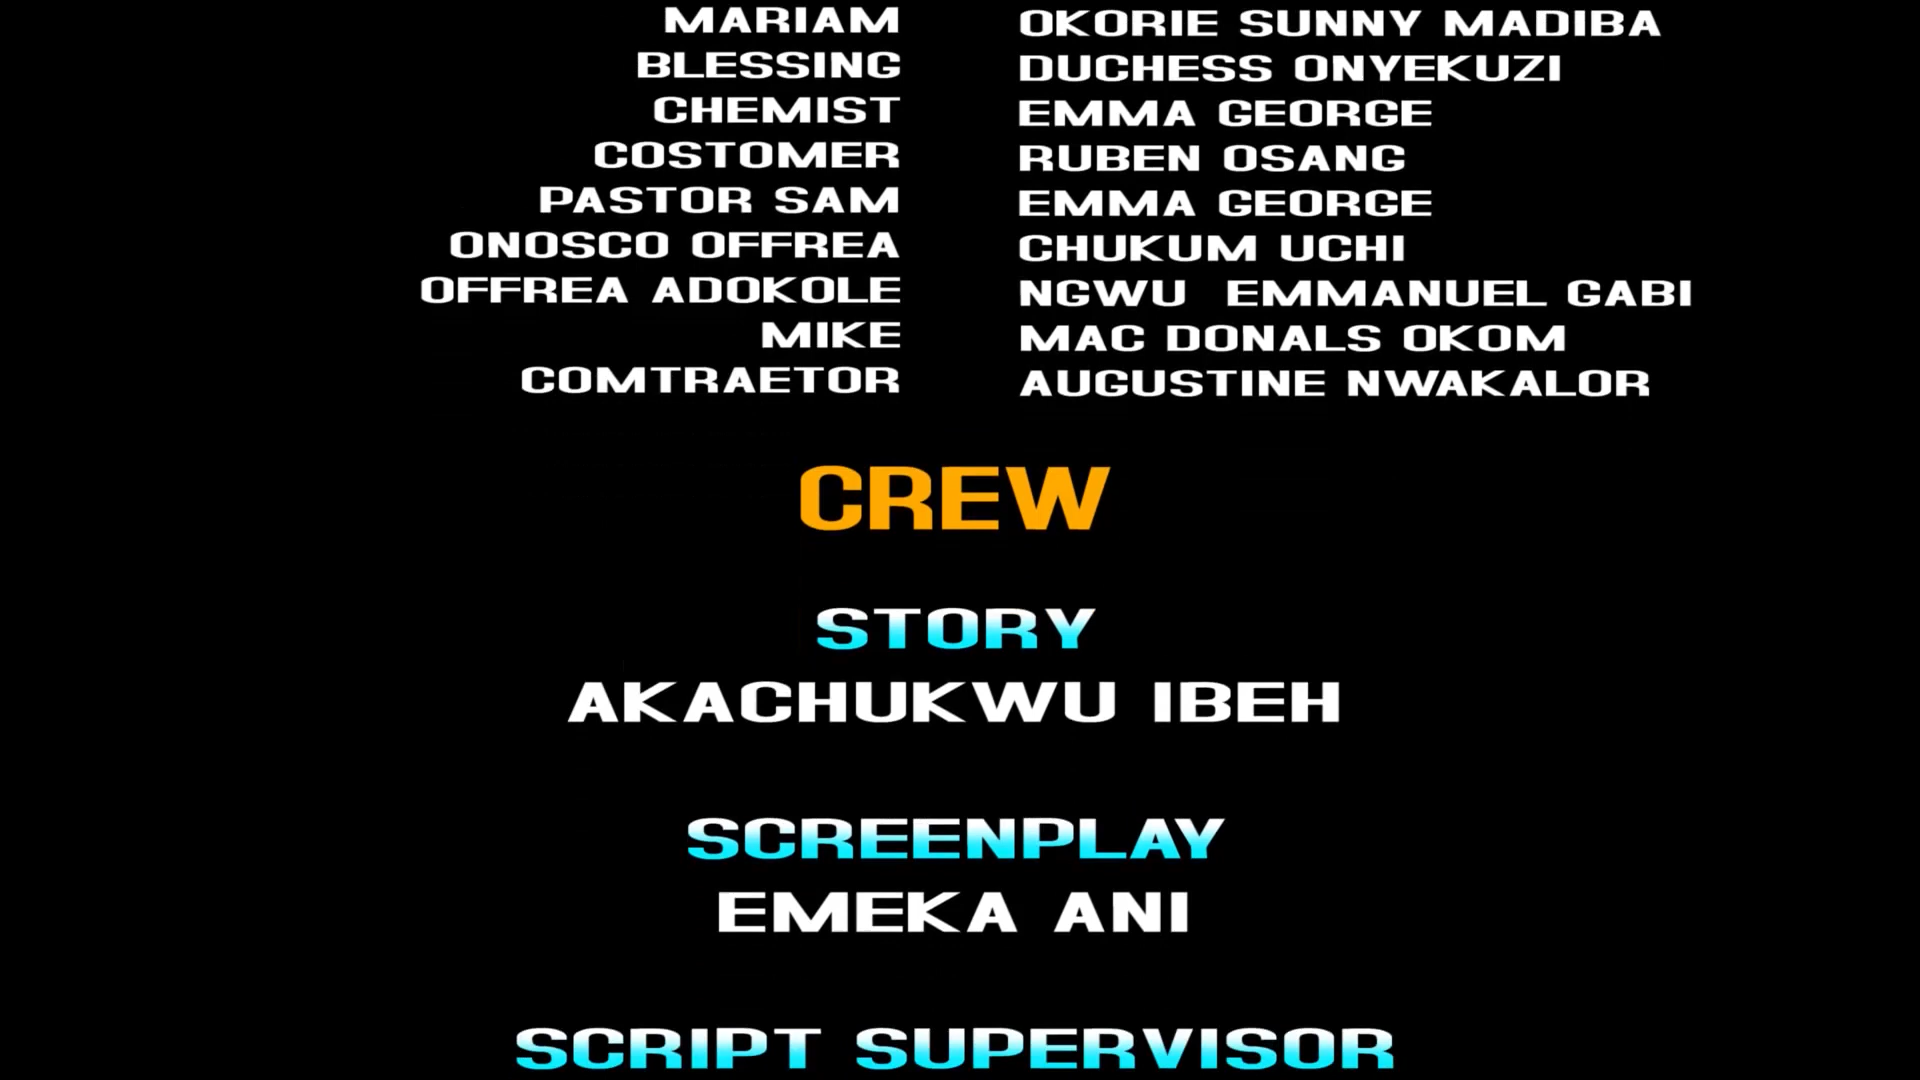 MARIAM OKORIE SUNNY MADIBA
BLESSING DUCHESS ONYEKUZI
CHEMIST EMMA GEORGE
COSTOMER RUBEN OSANG
PASTOR SAM EMMA GEORGE
ONOSCO OFFREA CHUKUM UCHI
OFFREA ADOKOLE NGWU EMMANUEL GABI
MIKE MAC DONALS OKOM
COMTRAETOR AUGUSTINE NWAKALOR
CREW
STORY
AKACHUKWU IBEH
SCREENPLAY
EMEKA ANI
SCRIPT SUPERVISOR